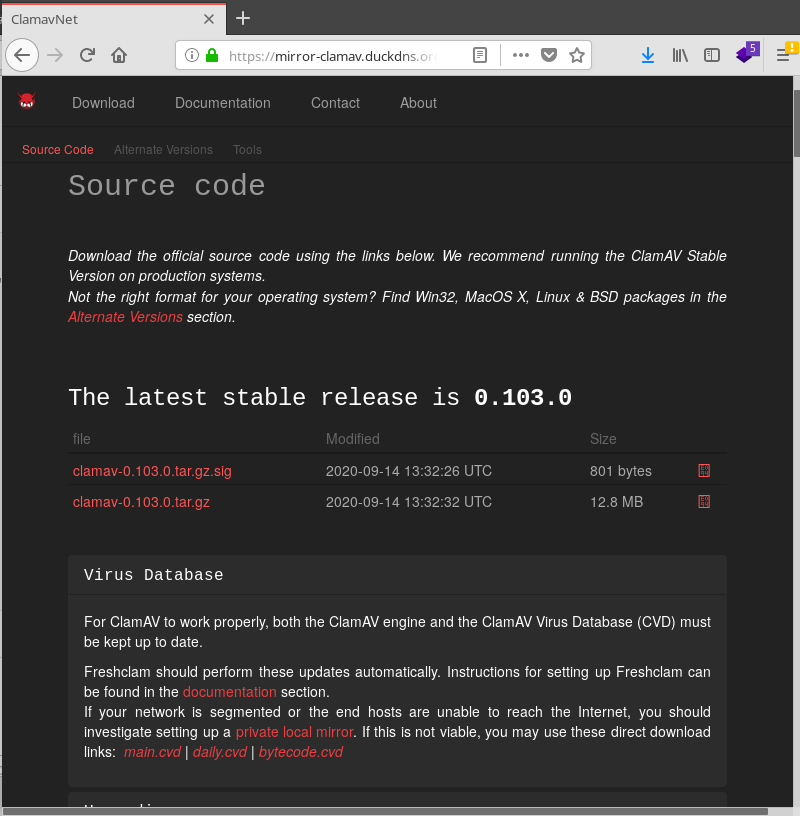 ClamavNet
https://mirror-clamav.duckdns.or
5
Download Documentation Contact About
Source Code Alternate Versions Tools
Source code
Download the official source code using the links below. We recommend running the ClamAV Stable
Version on production systems.
Not the right format for your operating system? Find Win32, MacOS X, Linux & BSD packages in the
Alternate Versions section.
The latest stable release is 0.103.0
file Modified Size
clamav-0.103.0.tar.gz.sig 2020-09-14 13:32:26 UTC 801 bytes
clamav-0.103.0.tar.gz 2020-09-14 13:32:32 UTC 12.8 MB
Virus Database
For ClamAV to work properly, both the ClamAV engine and the ClamAV Virus Database (CVD) must
be kept up to date.
Freshclam should perform these updates automatically. Instructions for setting up Freshclam can
be found in the documentation section.
If your network is segmented or the end hosts are unable to reach the Internet, you should
investigate setting up a private local mirror. If this is not viable, you may use these direct download
links: main.cvd | daily.cvd | bytecode.cvd